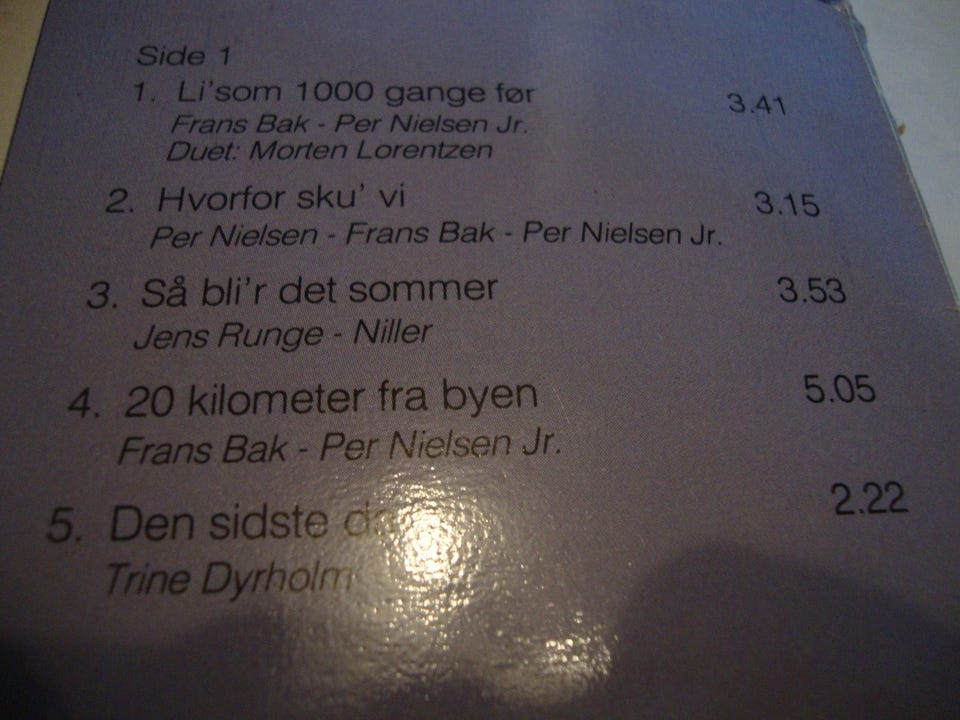 Side 1
1. Li'som 1000 gange før 3.41
Frans Bak - Per Nielsen Jr.
Duet: Morten Lorentzen
2. Hvorfor sku' vi 3.15
Per Nielsen - Frans Bak - Per Nielsen Jr.
3. Så bli'r det sommer 3.53
Jens Runge - Niller
4. 20 kilometer fra byen 5.05
Frans Bak - Per Nielsen Jr.
5. Den sidste 2.22
Trine Dyrholm